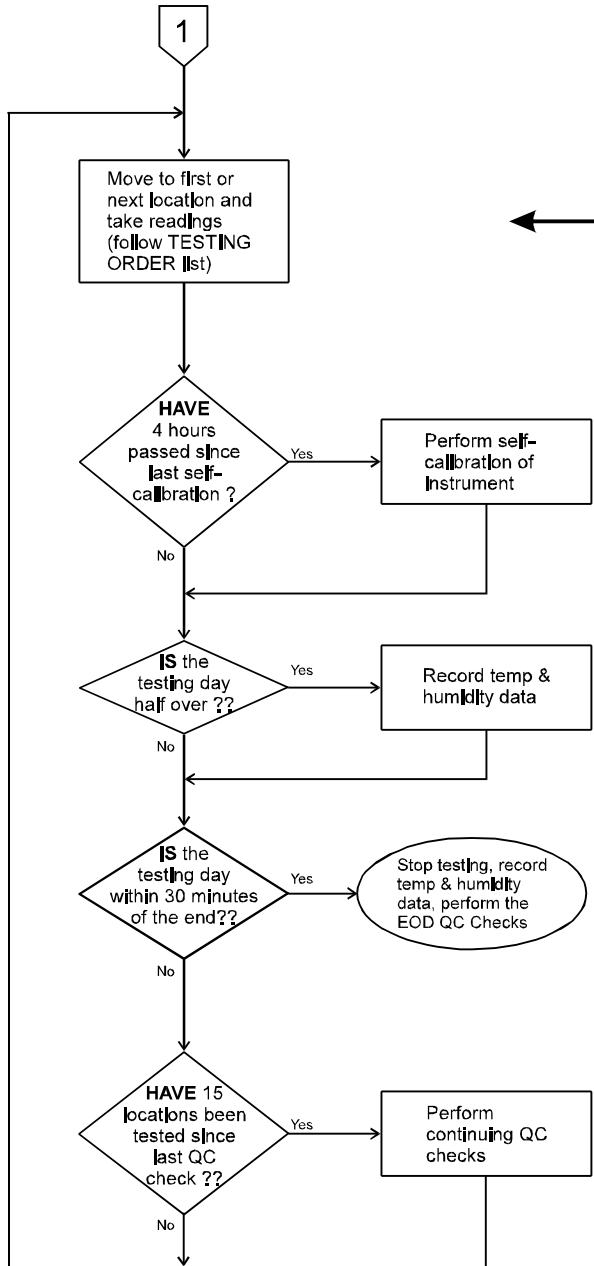 1
Move to first or
next location and
take readings
(follow TESTING
ORDER list)
HAVE
4 hours
passed since
last self-
calibration ?
Yes
Perform self-
calibration of
instrument
No
IS the
testing day
half over ??
Yes
Record temp &
humidity data
No
IS the
testing day
within 30 minutes
of the end??
Yes
Stop testing, record
temp & humidity
data, perform the
EOD QC Checks
No
HAVE 15
locations been
tested since
last QC
check ??
Yes
Perform
continuing QC
checks
No